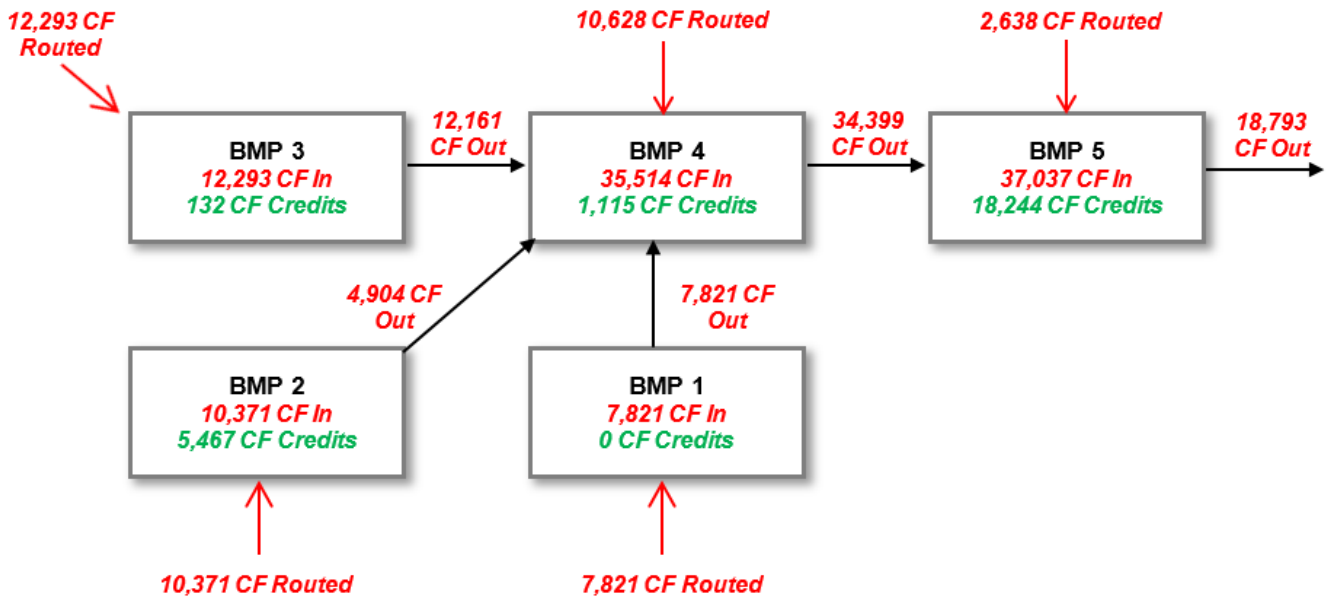 12,293 CF
Routed
10,628 CF Routed
2,638 CF Routed
BMP 3
12,293 CF In
132 CF Credits
12,161
CF Out
BMP 4
35,514 CF In
1,115 CF Credits
34,399
CF Out
BMP 5
37,037 CF In
18,244 CF Credits
18,793
CF Out
4,904 CF
Out
7,821 CF
Out
BMP 2
10,371 CF In
5,467 CF Credits
BMP 1
7,821 CF In
0 CF Credits
10,371 CF Routed
7,821 CF Routed